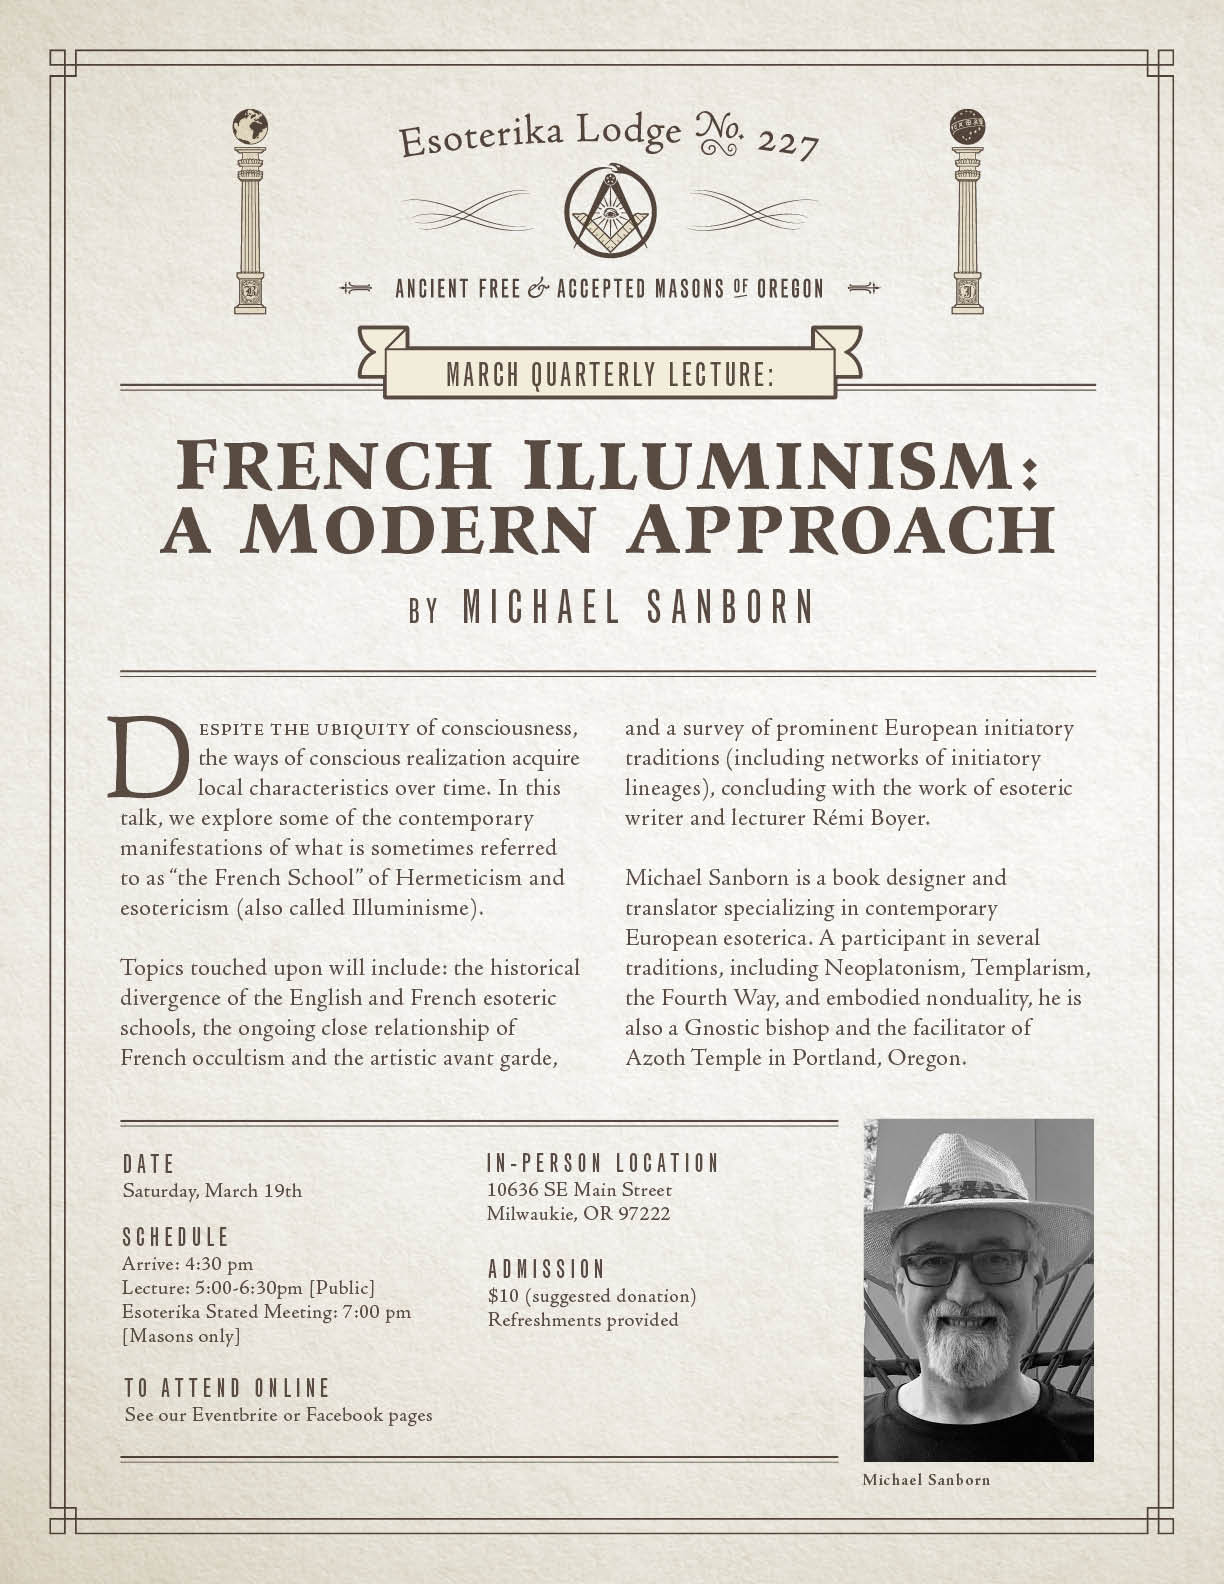 Esoterika Lodge No. 227
ANCIENT FREE & ACCEPTED MASONS OF OREGON
B
J
MARCH QUARTERLY LECTURE:
FRENCH ILLUMINISM:
A MODERN APPROACH
BY MICHAEL SANBORN
DESPITE THE UBIQUITY of consciousness,
the ways of conscious realization acquire
local characteristics over time. In this
talk, we explore some of the contemporary
manifestations of what is sometimes referred
to as “the French School” of Hermeticism and
esotericism (also called Illuminisme).
Topics touched upon will include: the historical
divergence of the English and French esoteric
schools, the ongoing close relationship of
French occultism and the artistic avant garde,
and a survey of prominent European initiatory
traditions (including networks of initiatory
lineages), concluding with the work of esoteric
writer and lecturer Rémi Boyer.
Michael Sanborn is a book designer and
translator specializing in contemporary
European esoterica. A participant in several
traditions, including Neoplatonism, Templarism,
the Fourth Way, and embodied nonduality, he is
also a Gnostic bishop and the facilitator of
Azoth Temple in Portland, Oregon.
DATE
Saturday, March 19th
SCHEDULE
Arrive: 4:30 pm
Lecture: 5:00-6:30pm [Public]
Esoterika Stated Meeting: 7:00 pm
[Masons only]
TO ATTEND ONLINE
See our Eventbrite or Facebook pages
IN-PERSON LOCATION
10636 SE Main Street
Milwaukie, OR 97222
ADMISSION
$10 (suggested donation)
Refreshments provided
Michael Sanborn